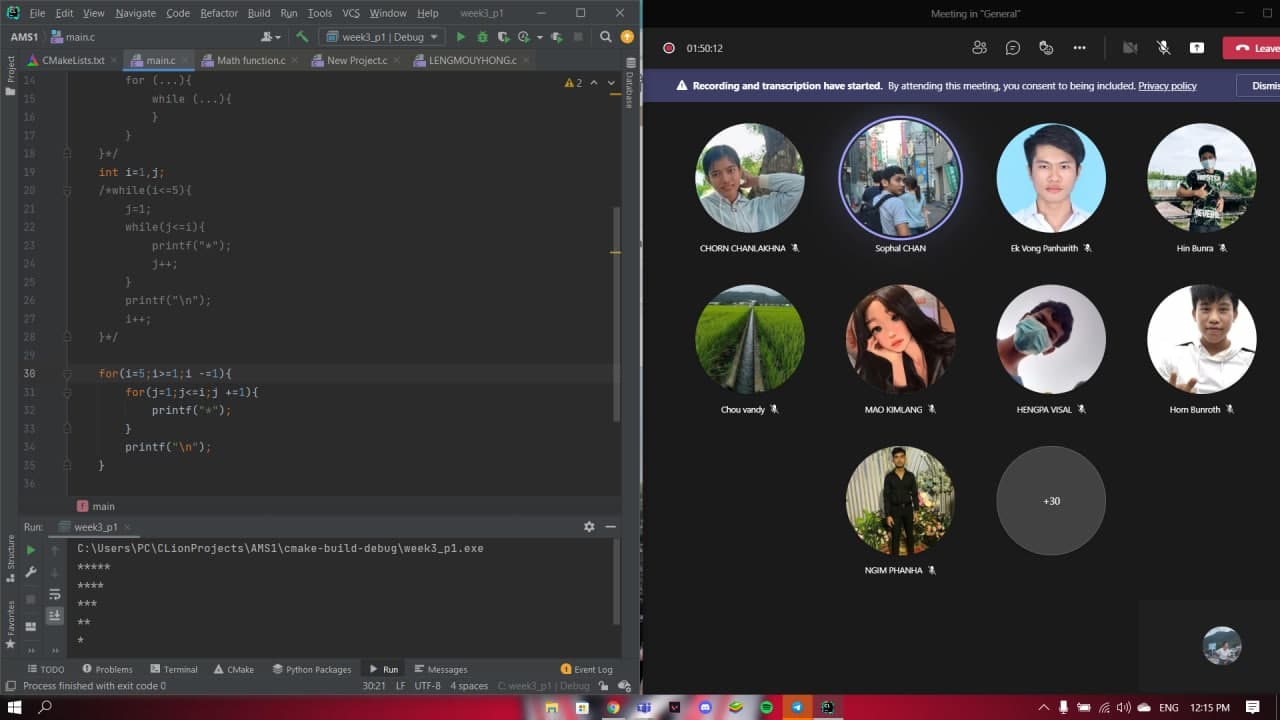 File Edit View Navigate Code Refactor Build Run Tools VCS Window Help week3_p1
AMS1 main.c week3_p1 | Debug
Project
CMakeLists.txt main.c Math function.c New Project.c LENGMOUYHONG.c
Database
2
14 for (...){
15 while (...){
16 }
17 }
18 }*/
19 int i=1,j;
20 /*while(i<=5){
21 j=1;
22 while(j<=i){
23 printf("*");
24 j++;
25 }
26 printf("\n");
27 i++;
28 }*/
29
30 for(i=5;i>=1;i -=1){
31 for(j=1;j<=i;j +=1){
32 printf("*");
33 }
34 printf("\n");
35 }
36
f main
Run: week3_p1
Structure
Favorites
C:\Users\PC\CLionProjects\AMS1\cmake-build-debug\week3_p1.exe
*****
****
***
**
*
TODO Problems Terminal CMake Python Packages Run Messages 1 Event Log
Process finished with exit code 0 30:21 LF UTF-8 4 spaces C: week3_p1 | Debug
Meeting in "General"
01:50:12 Leave
Recording and transcription have started. By attending this meeting, you consent to being included. Privacy policy Dismis
CHORN CHANLAKHNA Sophal CHAN Ek Vong Panharith Hin Bunra
Chou vandy MAO KIMLANG HENGPA VISAL Horn Bunroth
NGIM PHANHA +30
ENG 12:15 PM